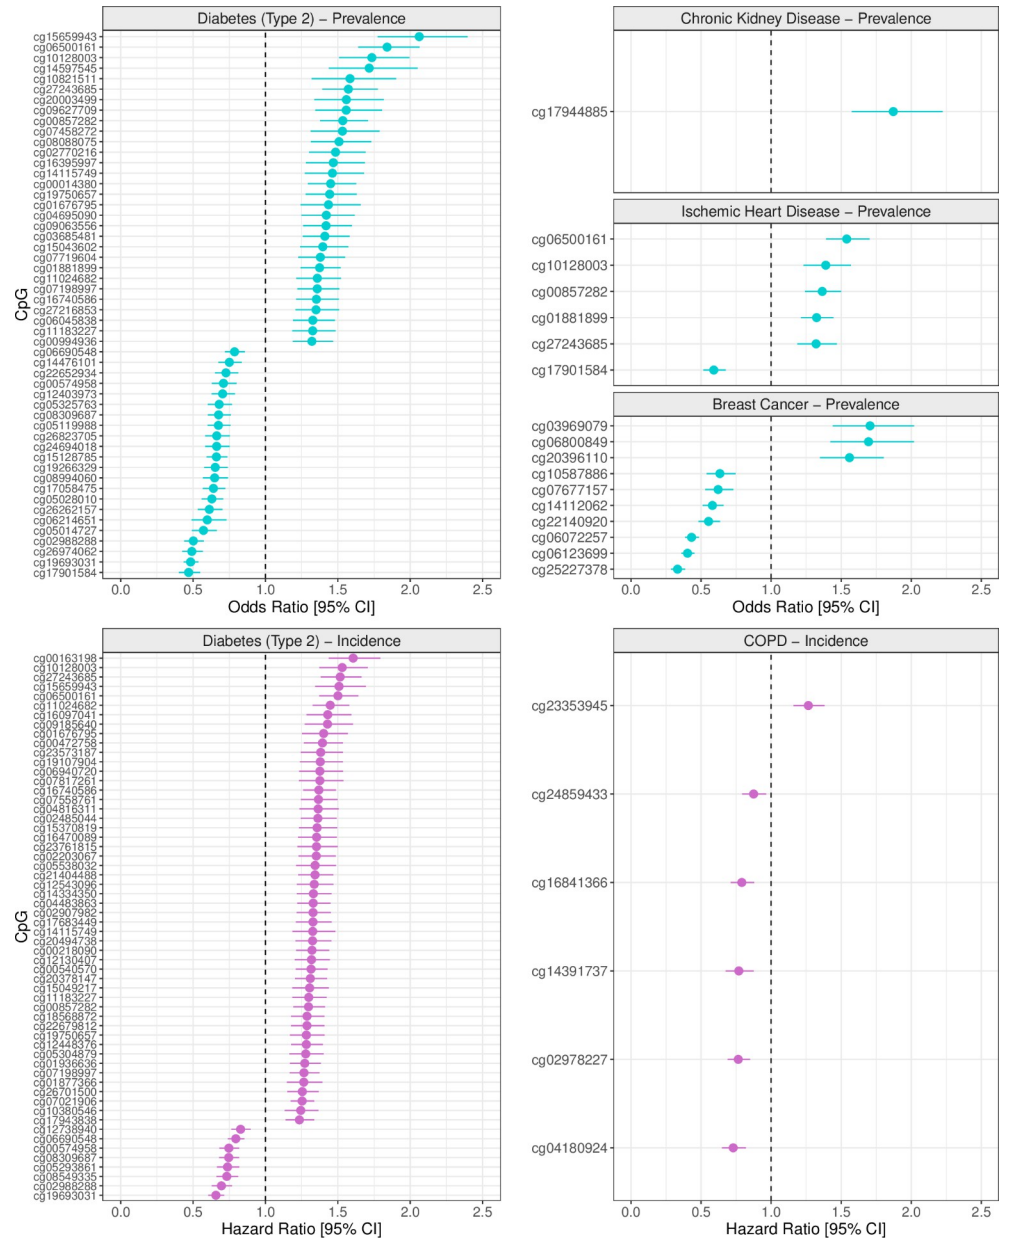 Diabetes (Type 2) – Prevalence
CpG
cg15659943
cg06500161
cg10128003
cg14597545
cg10821511
cg27243685
cg20003499
cg09627709
cg00857282
cg07458272
cg08088075
cg02770216
cg16395997
cg14115749
cg00014380
cg19750657
cg01676795
cg04695090
cg09063556
cg03685481
cg15043602
cg07719604
cg01881899
cg11024682
cg07198997
cg16740586
cg27216853
cg06045838
cg11183227
cg00994936
cg06690548
cg14476101
cg22652934
cg00574958
cg12403973
cg05325763
cg08309687
cg05119988
cg26823705
cg24694018
cg15128785
cg19266329
cg08994060
cg17058475
cg05028010
cg26262157
cg06214651
cg05014727
cg02988288
cg26974062
cg19693031
cg17901584
0.0 0.5 1.0 1.5 2.0 2.5
Odds Ratio [95% CI]
Chronic Kidney Disease – Prevalence
cg17944885
Ischemic Heart Disease – Prevalence
cg06500161
cg10128003
cg00857282
cg01881899
cg27243685
cg17901584
Breast Cancer – Prevalence
cg03969079
cg06800849
cg20396110
cg10587886
cg07677157
cg14112062
cg22140920
cg06072257
cg06123699
cg25227378
0.0 0.5 1.0 1.5 2.0 2.5
Odds Ratio [95% CI]
Diabetes (Type 2) – Incidence
CpG
cg00163198
cg10128003
cg27243685
cg15659943
cg06500161
cg11024682
cg16097041
cg09185640
cg01676795
cg00472758
cg23573187
cg19107904
cg06940720
cg07817261
cg16740586
cg07558761
cg04816311
cg02485044
cg15370819
cg16470089
cg23761815
cg02203067
cg05538032
cg21404488
cg12543096
cg14334350
cg04483863
cg02907982
cg17683449
cg14115749
cg20494738
cg00218090
cg12130407
cg00540570
cg20378147
cg15049217
cg11183227
cg00857282
cg18568872
cg22679812
cg19750657
cg12448376
cg05304879
cg01936636
cg07198997
cg01877366
cg26701500
cg07021906
cg10380546
cg17943838
cg12738940
cg06690548
cg00574958
cg08309687
cg05293861
cg08549335
cg02988288
cg19693031
0.0 0.5 1.0 1.5 2.0 2.5
Hazard Ratio [95% CI]
COPD – Incidence
cg23353945
cg24859433
cg16841366
cg14391737
cg02978227
cg04180924
0.0 0.5 1.0 1.5 2.0 2.5
Hazard Ratio [95% CI]